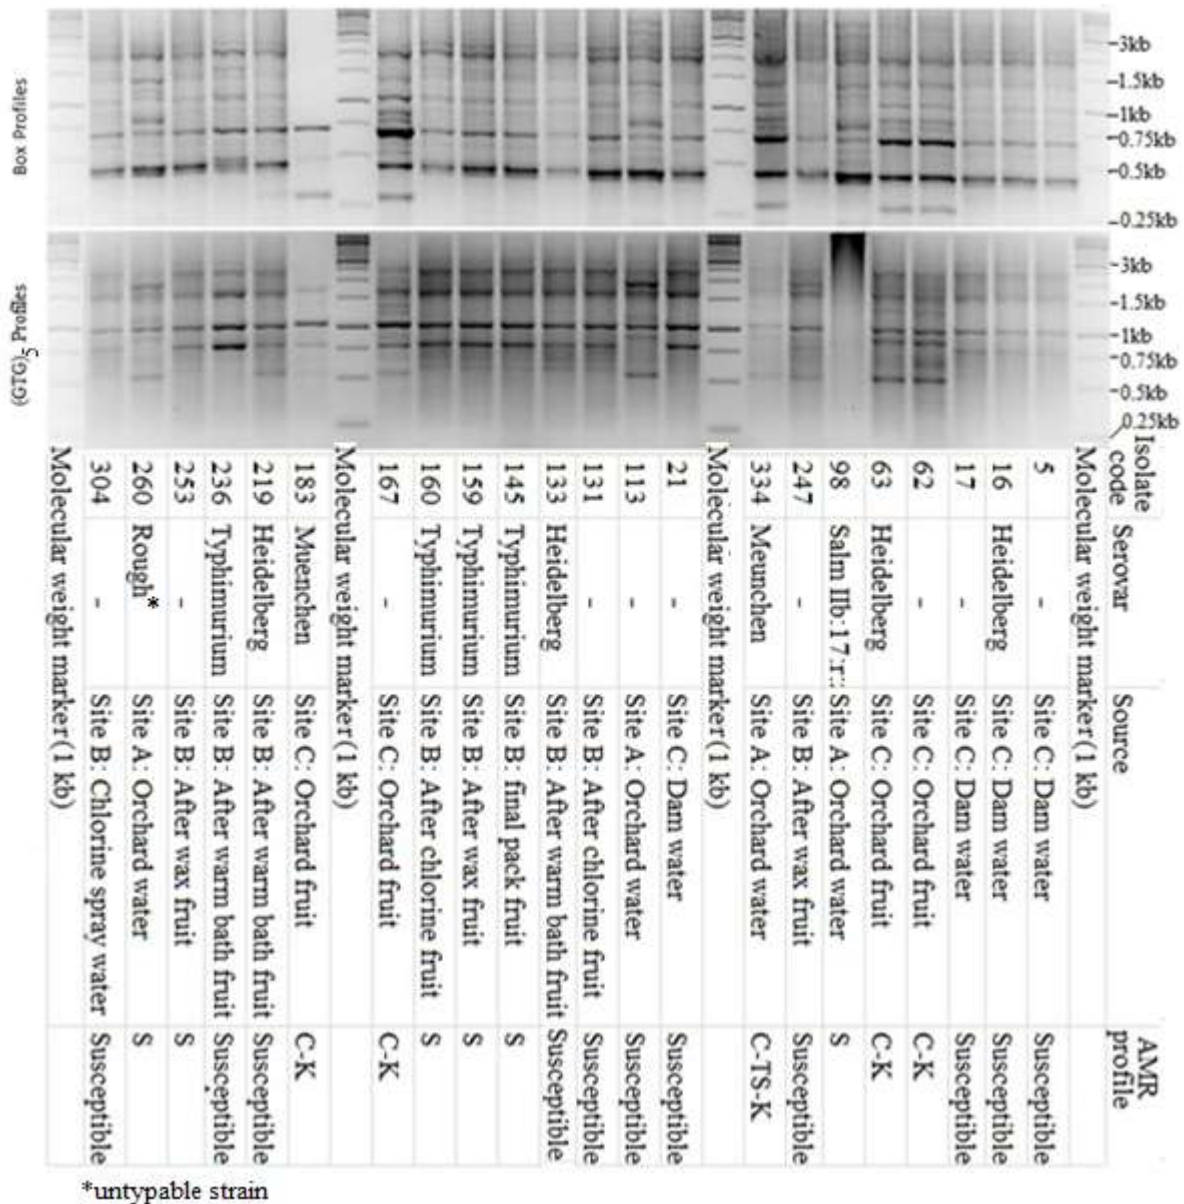 Box Profiles
-3kb
-1.5kb
-1kb
-0.75kb
-0.5kb
-0.25kb
(GTG)5 Profiles
-3kb
-1.5kb
-1kb
-0.75kb
-0.5kb
0.25kb
Isolate code Serovar Source AMR profile
Molecular weight marker (1 kb)
5 - Site C: Dam water Susceptible
16 Heidelberg Site C: Dam water Susceptible
17 - Site C: Dam water Susceptible
62 - Site C: Orchard fruit C-K
63 Heidelberg Site C: Orchard fruit C-K
98 Salm IIb:17:r:: Site A: Orchard water S
247 - Site B: After wax fruit Susceptible
334 Meunchen Site A: Orchard water C-TS-K
Molecular weight marker (1 kb)
21 - Site C: Dam water Susceptible
113 - Site A: Orchard water Susceptible
131 - Site B: After chlorine fruit Susceptible
133 Heidelberg Site B: After warm bath fruit Susceptible
145 Typhimurium Site B: final pack fruit S
159 Typhimurium Site B: After wax fruit S
160 Typhimurium Site B: After chlorine fruit S
167 - Site C: Orchard fruit C-K
Molecular weight marker (1 kb)
183 Muenchen Site C: Orchard fruit C-K
219 Heidelberg Site B: After warm bath fruit Susceptible
236 Typhimurium Site B: After warm bath fruit Susceptible
253 - Site B: After wax fruit S
260 Rough* Site A: Orchard water S
304 - Site B: Chlorine spray water Susceptible
Molecular weight marker (1 kb)
*untypable strain